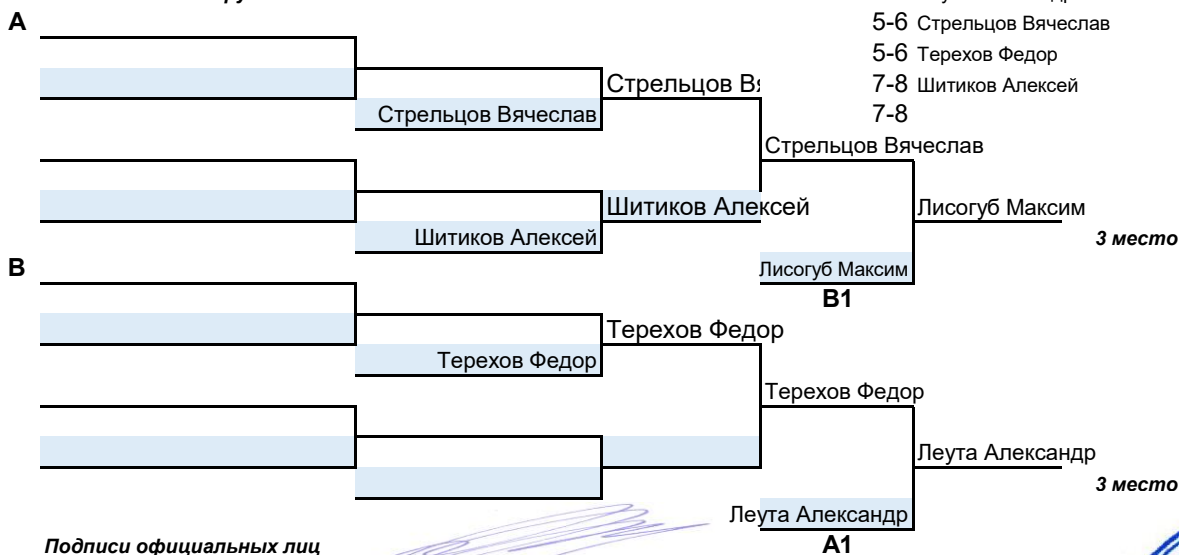 A
5-6 Стрельцов Вячеслав
5-6 Терехов Федор
Стрельцов В
7-8 Шитиков Алексей
Стрельцов Вячеслав
7-8
Стрельцов Вячеслав
Шитиков Алексей
Лисогуб Максим
Шитиков Алексей
3 место
B
Лисогуб Максим
B1
Терехов Федор
Терехов Федор
Терехов Федор
Леута Александр
3 место
Леута Александр
Подписи официальных лиц
A1